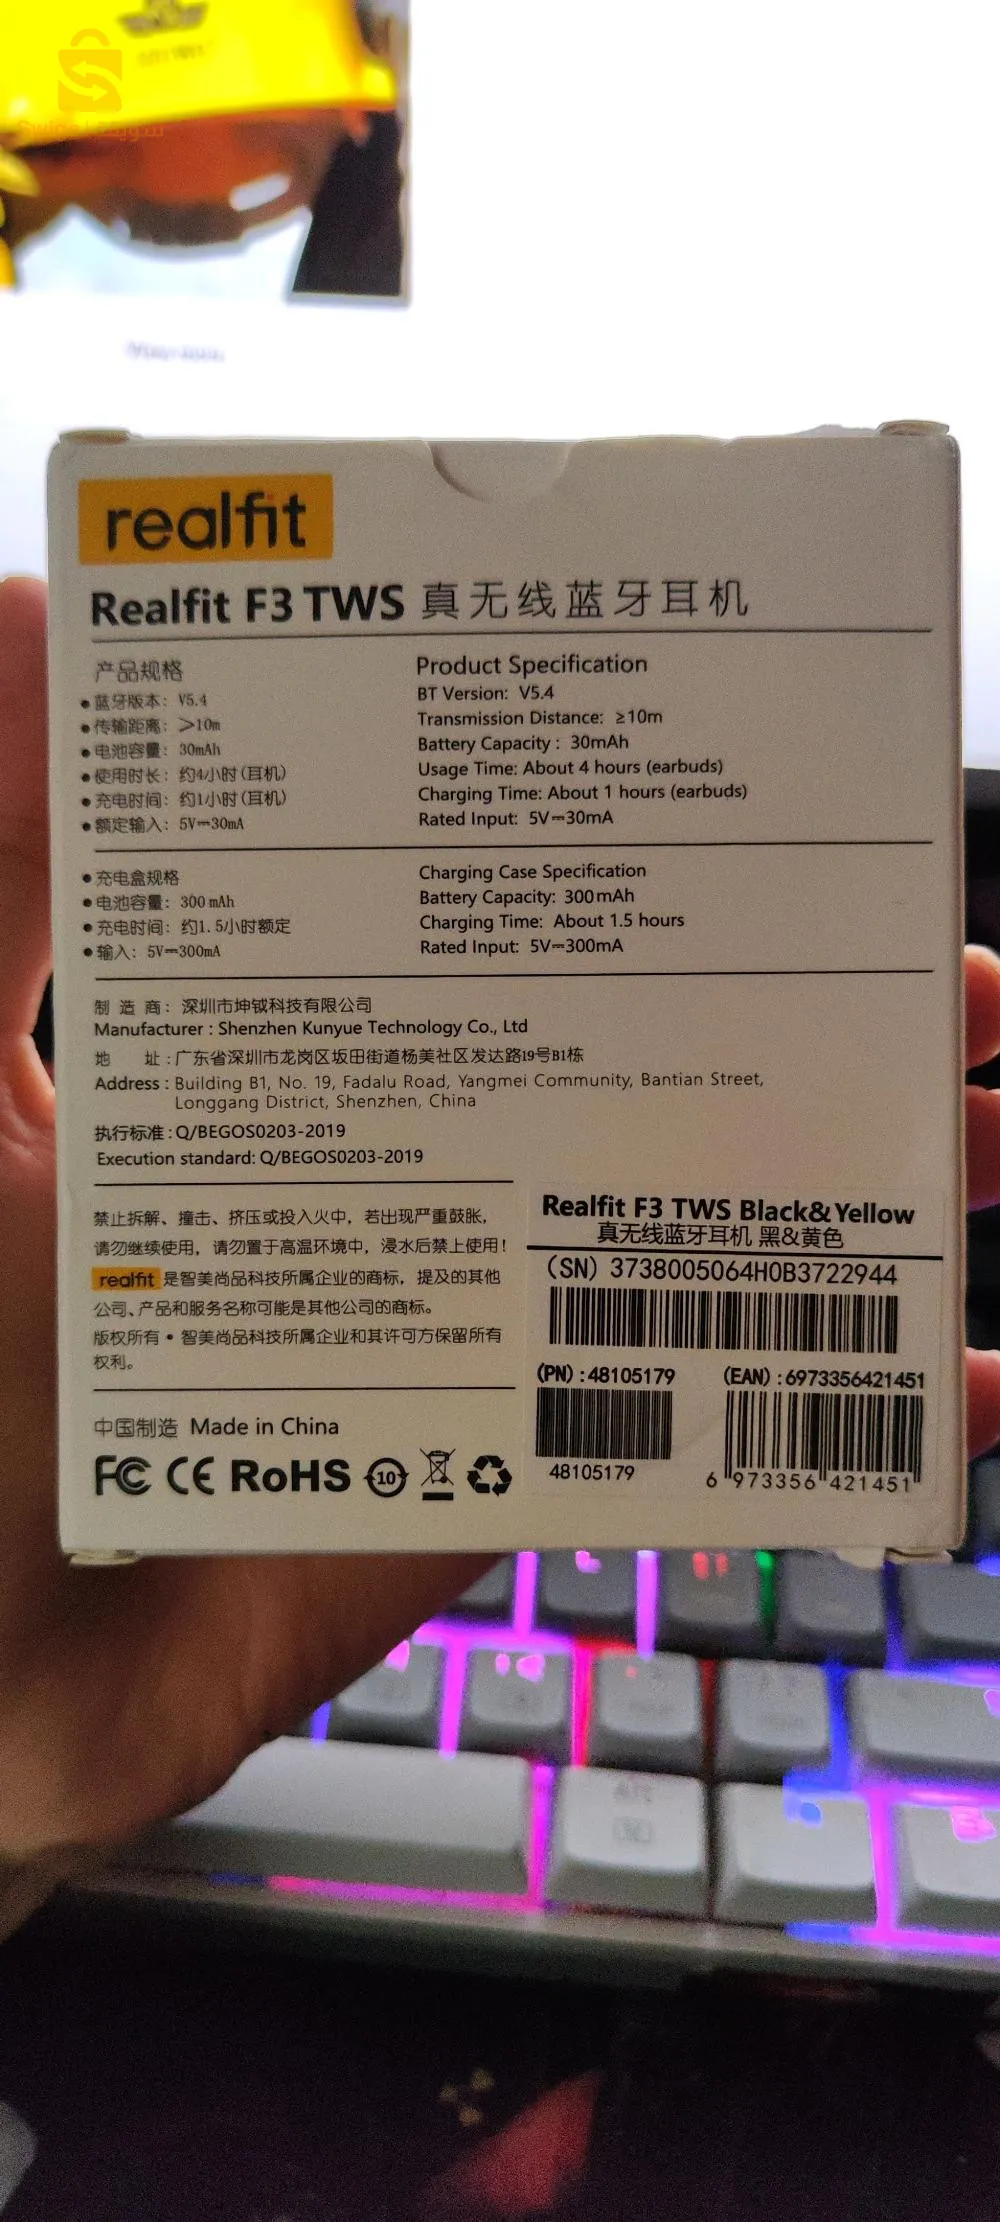 سويقة
realfit
Realfit F3 TWS 真无线蓝牙耳机
产品规格
●蓝牙版本：V5.4
●传输距离：≥10m
●电池容量：30mAh
●使用时长：约4小时(耳机)
●充电时间：约1小时(耳机)
●额定输入：5V⎓30mA
Product Specification
BT Version: V5.4
Transmission Distance: ≥10m
Battery Capacity : 30mAh
Usage Time: About 4 hours (earbuds)
Charging Time: About 1 hours (earbuds)
Rated Input: 5V⎓30mA
●充电盒规格
●电池容量：300 mAh
●充电时间：约1.5小时额定
●输入：5V⎓300mA
Charging Case Specification
Battery Capacity: 300mAh
Charging Time: About 1.5 hours
Rated Input: 5V⎓300mA
制 造 商：深圳市坤钺科技有限公司
Manufacturer : Shenzhen Kunyue Technology Co., Ltd
地 址：广东省深圳市龙岗区坂田街道杨美社区发达路19号B1栋
Address : Building B1, No. 19, Fadalu Road, Yangmei Community, Bantian Street,
Longgang District, Shenzhen, China
执行标准：Q/BEGOS0203-2019
Execution standard: Q/BEGOS0203-2019
禁止拆解、撞击、挤压或投入火中，若出现严重鼓胀，
请勿继续使用，请勿置于高温环境中，浸水后禁止使用！
realfit 是智美尚品科技所属企业的商标，提及的其他
公司、产品和服务名称可能是其他公司的商标。
版权所有 • 智美尚品科技所属企业和其许可方保留所有
权利。
中国制造 Made in China
FC CE RoHS 10
Realfit F3 TWS Black&Yellow
真无线蓝牙耳机 黑&黄色
(SN) 3738005064H0B3722944
(PN) : 48105179
48105179
(EAN) : 6973356421451
6 973356 421451